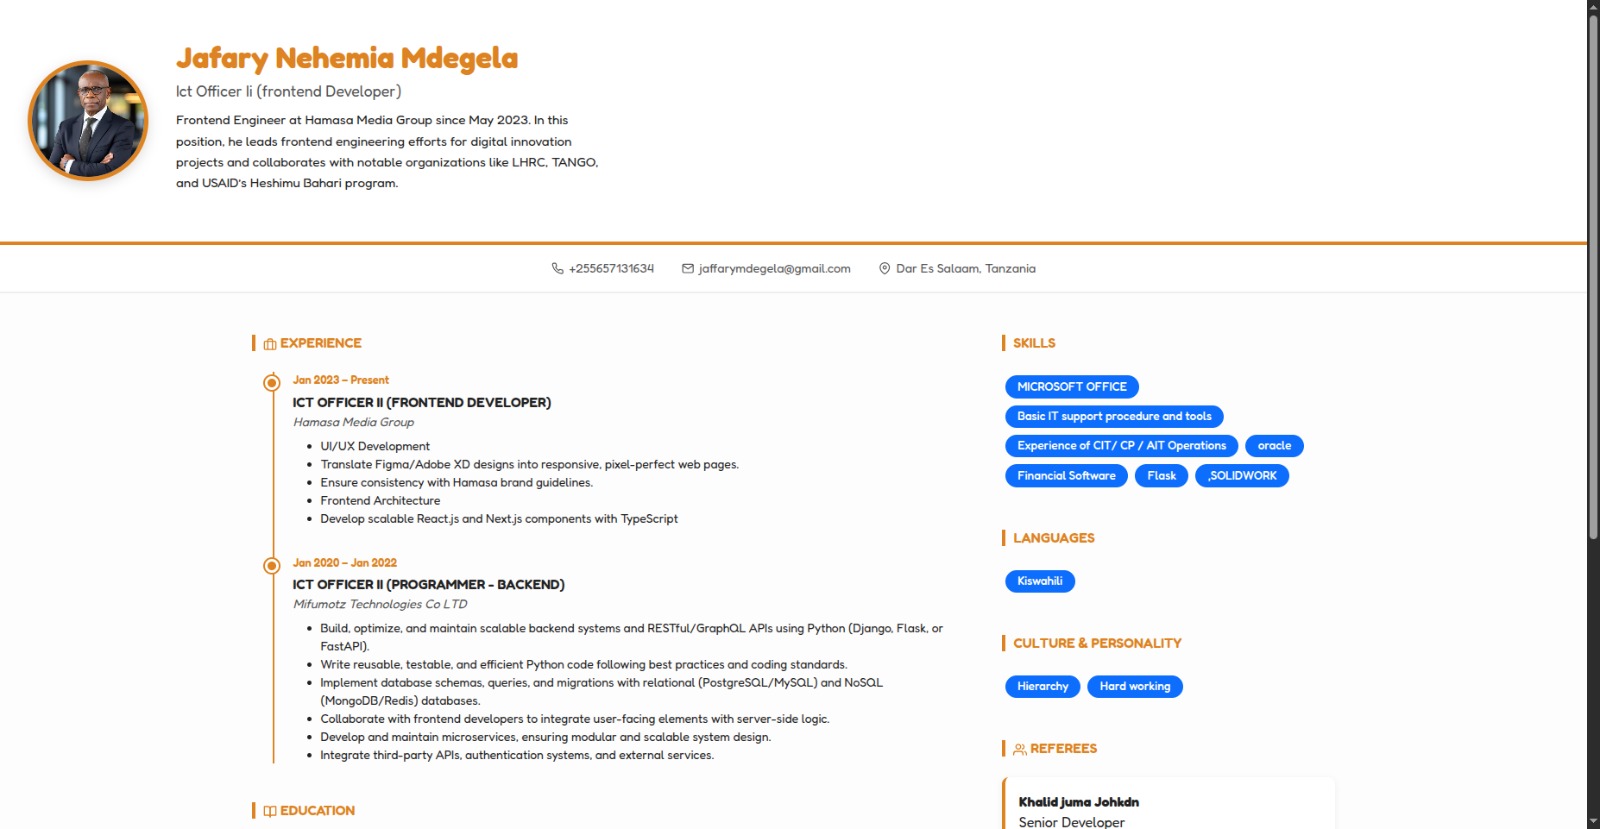 Jafary Nehemia Mdegela
Ict Officer Ii (frontend Developer)
Frontend Engineer at Hamasa Media Group since May 2023. In this
position, he leads frontend engineering efforts for digital innovation
projects and collaborates with notable organizations like LHRC, TANGO,
and USAID's Heshimu Bahari program.
+255657131634
jaffarymdegela@gmail.com
Dar Es Salaam, Tanzania
EXPERIENCE
Jan 2023 – Present
ICT OFFICER II (FRONTEND DEVELOPER)
Hamasa Media Group
• UI/UX Development
• Translate Figma/Adobe XD designs into responsive, pixel-perfect web pages.
• Ensure consistency with Hamasa brand guidelines.
• Frontend Architecture
• Develop scalable React.js and Next.js components with TypeScript
Jan 2020 – Jan 2022
ICT OFFICER II (PROGRAMMER - BACKEND)
Mifumotz Technologies Co LTD
• Build, optimize, and maintain scalable backend systems and RESTful/GraphQL APIs using Python (Django, Flask, or
FastAPI).
• Write reusable, testable, and efficient Python code following best practices and coding standards.
• Implement database schemas, queries, and migrations with relational (PostgreSQL/MySQL) and NoSQL
(MongoDB/Redis) databases.
• Collaborate with frontend developers to integrate user-facing elements with server-side logic.
• Develop and maintain microservices, ensuring modular and scalable system design.
• Integrate third-party APIs, authentication systems, and external services.
EDUCATION
SKILLS
MICROSOFT OFFICE
Basic IT support procedure and tools
Experience of CIT/ CP / AIT Operations
oracle
Financial Software
Flask
,SOLIDWORK
LANGUAGES
Kiswahili
CULTURE & PERSONALITY
Hierarchy
Hard working
REFEREES
Khalid juma Johkdn
Senior Developer